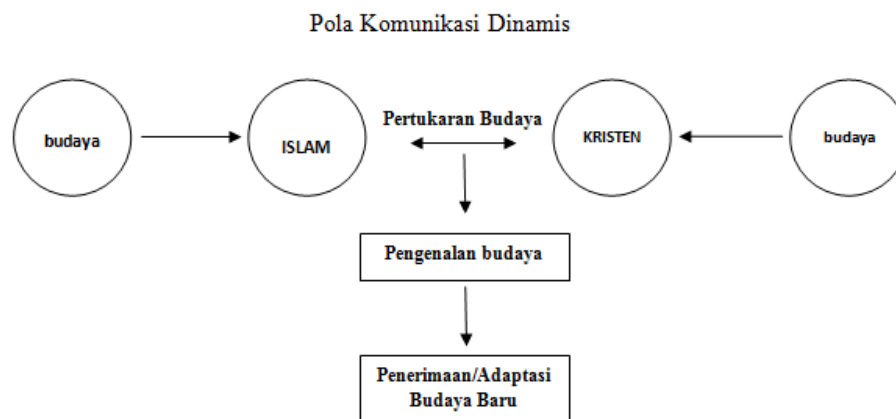 Pola Komunikasi Dinamis
budaya
ISLAM
Pertukaran Budaya
KRISTEN
budaya
Pengenalan budaya
Penerimaan/Adaptasi
Budaya Baru